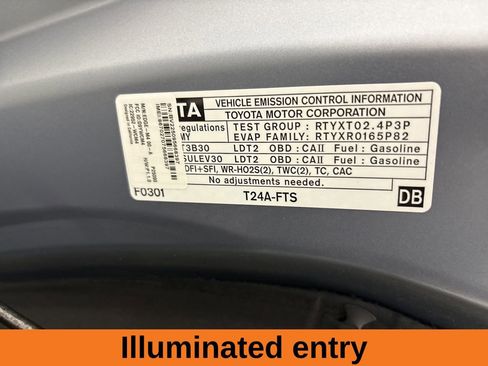 TA VEHICLE EMISSION CONTROL INFORMATION
TOYOTA MOTOR CORPORATION
regulations TEST GROUP : RTYXT02.4P3P
MY EVAP FAMILY: RTYXR0165P82
T3B30 LDT2 OBD : CAII Fuel : Gasoline
SULEV30 LDT2 OBD : CAII Fuel : Gasoline
DFI+SFI, WR-HO2S(2), TWC(2), TC, CAC
No adjustments needed.
F0301 T24A-FTS DB
Illuminated entry